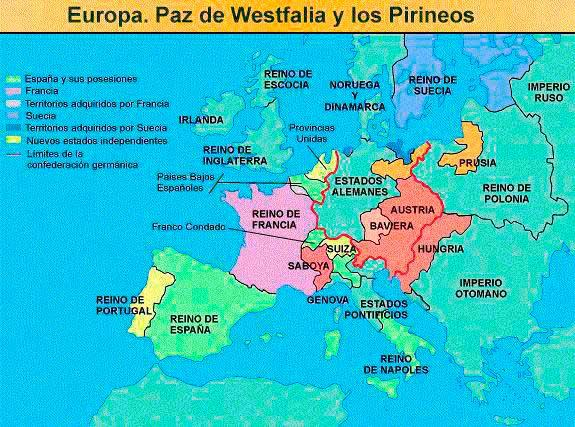 Europa. Paz de Westfalia y los Pirineos
España y sus posesiones
Francia
Territorios adquiridos por Francia
Suecia
Territorios adquiridos por Suecia
Nuevos estados independientes
Límites de la
confederación germánica
REINO DE
ESCOCIA
NORUEGA
Y
DINAMARCA
REINO DE
SUECIA
IMPERIO
RUSO
IRLANDA
Provincias
Unidas
REINO DE
INGLATERRA
PRUSIA
Paises Bajos
Españoles
ESTADOS
ALEMANES
REINO DE
POLONIA
REINO DE
FRANCIA
AUSTRIA
BAVIERA
Franco Condado
SUIZA
HUNGRIA
SABOYA
IMPERIO
OTOMANO
GENOVA
ESTADOS
PONTIFICIOS
REINO DE
PORTUGAL
REINO DE
ESPAÑA
REINO
DE NAPOLES